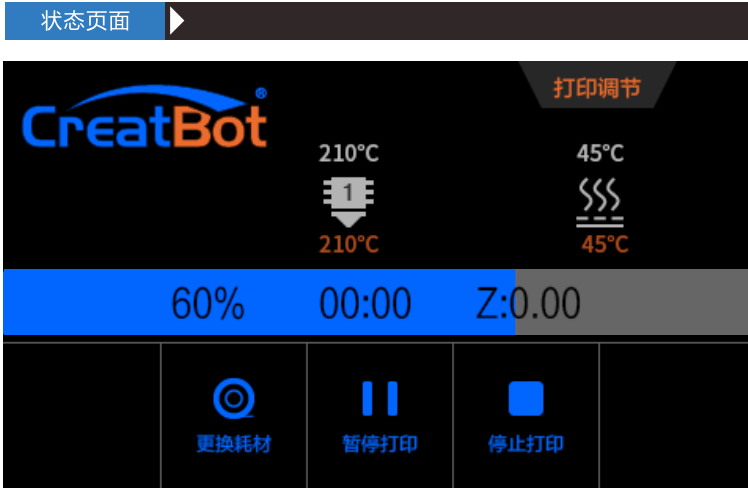 状态页面
打印调节
CreatBot®
210℃ 45℃
1
210℃ 45℃
60% 00:00 Z:0.00
更换耗材 暂停打印 停止打印